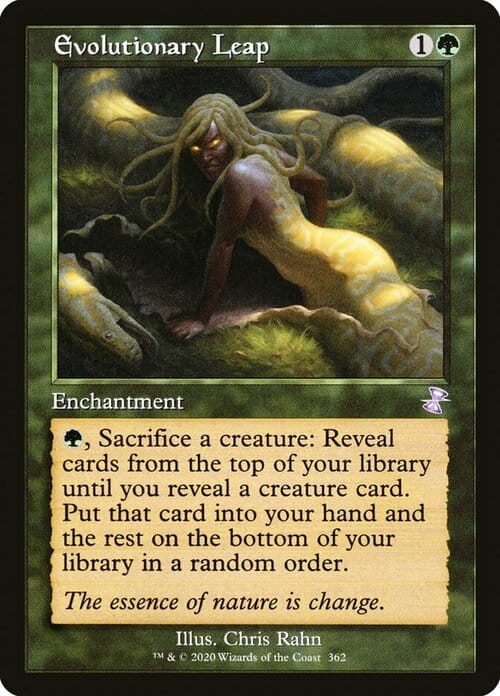 Evolutionary Leap 1
Enchantment
, Sacrifice a creature: Reveal
cards from the top of your library
until you reveal a creature card.
Put that card into your hand and
the rest on the bottom of your
library in a random order.
The essence of nature is change.
Illus. Chris Rahn
™ & © 2020 Wizards of the Coast 362